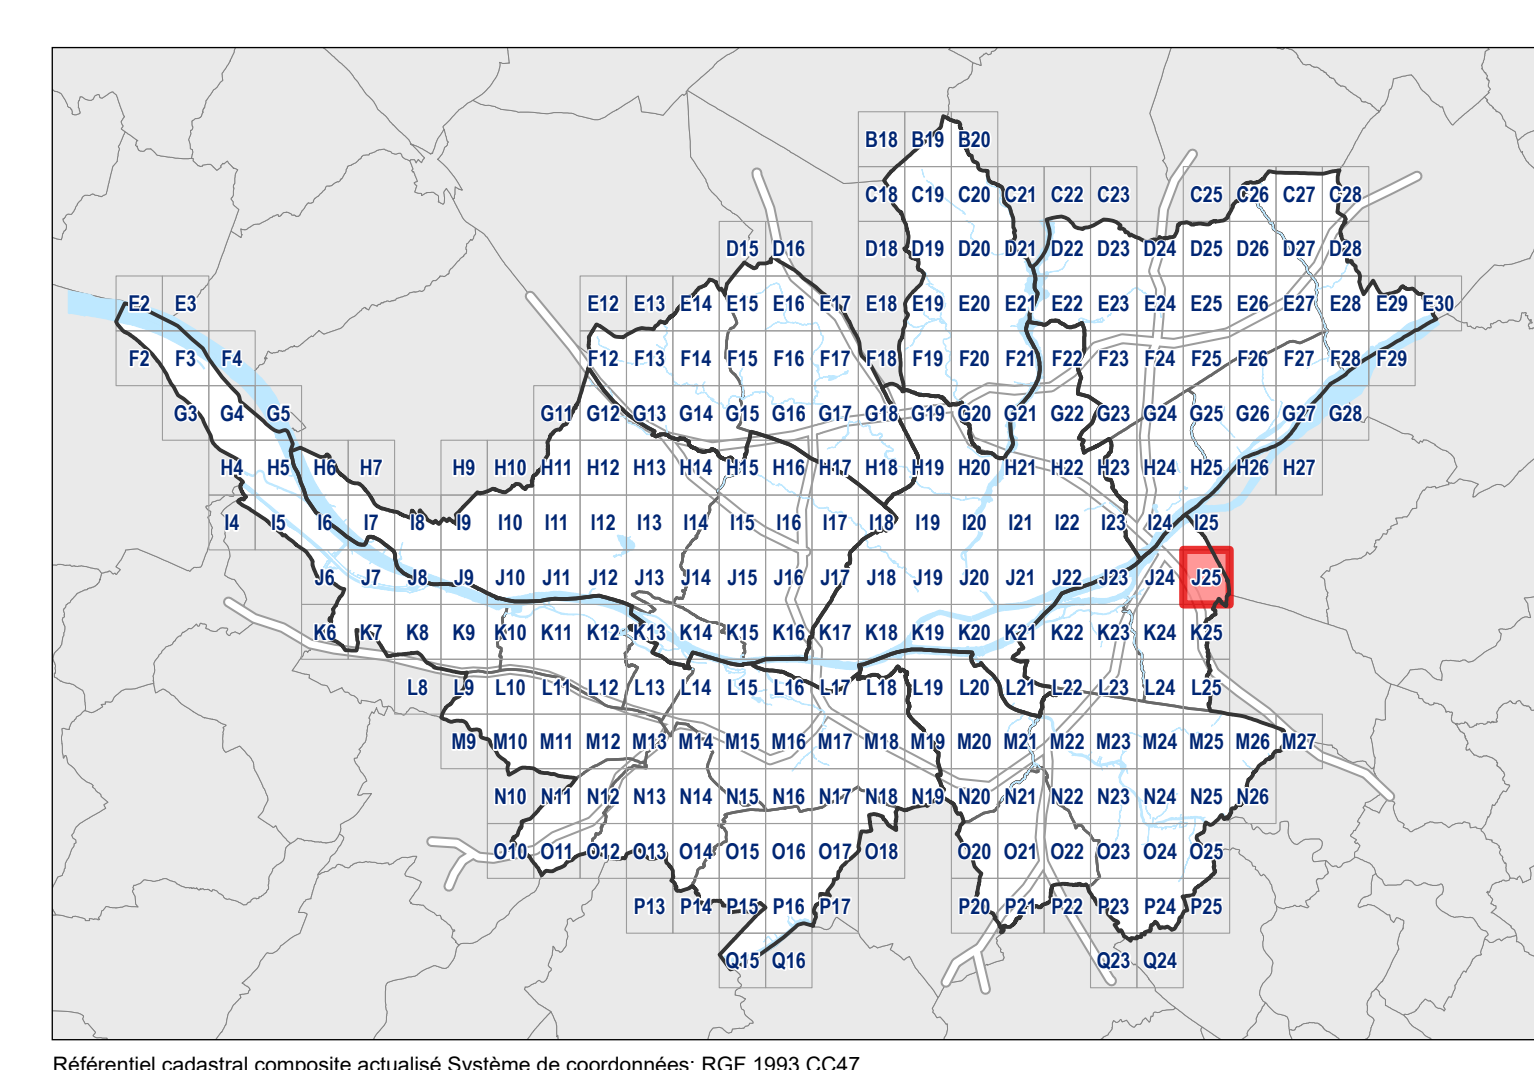 B18 B19 B20
C18 C19 C20 C21 C22 C23 C25 C26 C27 C28
D15 D16 D18 D19 D20 D21 D22 D23 D24 D25 D26 D27 D28
E2 E3 E12 E13 E14 E15 E16 E17 E18 E19 E20 E21 E22 E23 E24 E25 E26 E27 E28 E29 E30
F2 F3 F4 F12 F13 F14 F15 F16 F17 F18 F19 F20 F21 F22 F23 F24 F25 F26 F27 F28 F29
G3 G4 G5 G11 G12 G13 G14 G15 G16 G17 G18 G19 G20 G21 G22 G23 G24 G25 G26 G27 G28
H4 H5 H6 H7 H9 H10 H11 H12 H13 H14 H15 H16 H17 H18 H19 H20 H21 H22 H23 H24 H25 H26 H27
I4 I5 I6 I7 I8 I9 I10 I11 I12 I13 I14 I15 I16 I17 I18 I19 I20 I21 I22 I23 I24 I25
J6 J7 J8 J9 J10 J11 J12 J13 J14 J15 J16 J17 J18 J19 J20 J21 J22 J23 J24 J25
K6 K7 K8 K9 K10 K11 K12 K13 K14 K15 K16 K17 K18 K19 K20 K21 K22 K23 K24 K25
L8 L9 L10 L11 L12 L13 L14 L15 L16 L17 L18 L19 L20 L21 L22 L23 L24 L25
M9 M10 M11 M12 M13 M14 M15 M16 M17 M18 M19 M20 M21 M22 M23 M24 M25 M26 M27
N10 N11 N12 N13 N14 N15 N16 N17 N18 N19 N20 N21 N22 N23 N24 N25 N26
O10 O11 O12 O13 O14 O15 O16 O17 O18 O20 O21 O22 O23 O24 O25
P13 P14 P15 P16 P17 P20 P21 P22 P23 P24 P25
Q15 Q16 Q23 Q24
Référentiel cadastral composite actualisé Système de coordonnées: RGF 1993 CC47